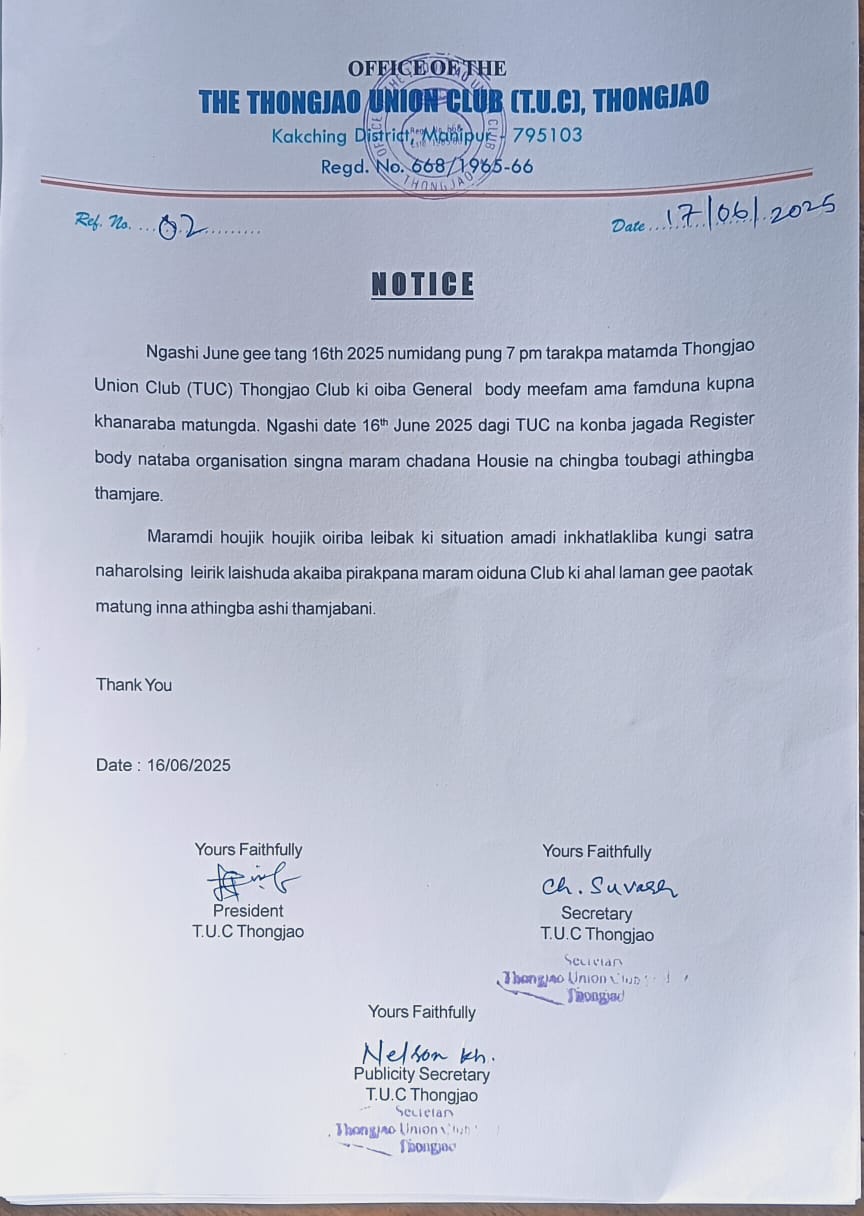 OFFICE OF THE
THE THONGJAO UNION CLUB (T.U.C), THONGJAO
Kakching District, Manipur - 795103
Regd. No. 668/1965-66
Ref. No. ...02.........
Date ...17/06/2025
NOTICE
Ngashi June gee tang 16th 2025 numidang pung 7 pm tarakpa matamda Thongjao
Union Club (TUC) Thongjao Club ki oiba General body meefam ama famduna kupna
khanaraba matungda. Ngashi date 16th June 2025 dagi TUC na konba jagada Register
body nataba organisation singna maram chadana Housie na chingba toubagi athingba
thamjare.
Maramdi houjik houjik oiriba leibak ki situation amadi inkhatlakliba kungi satra
naharolsing leirik laishuda akaiba pirakpana maram oiduna Club ki ahal laman gee paotak
matung inna athingba ashi thamjabani.
Thank You
Date : 16/06/2025
Yours Faithfully
President
T.U.C Thongjao
Yours Faithfully
Ch. Suvash
Secretary
T.U.C Thongjao
Secretary
Thongjao Union Club
Thongjao
Yours Faithfully
Nelson Kh.
Publicity Secretary
T.U.C Thongjao
Secretary
Thongjao Union Club
Thongjao